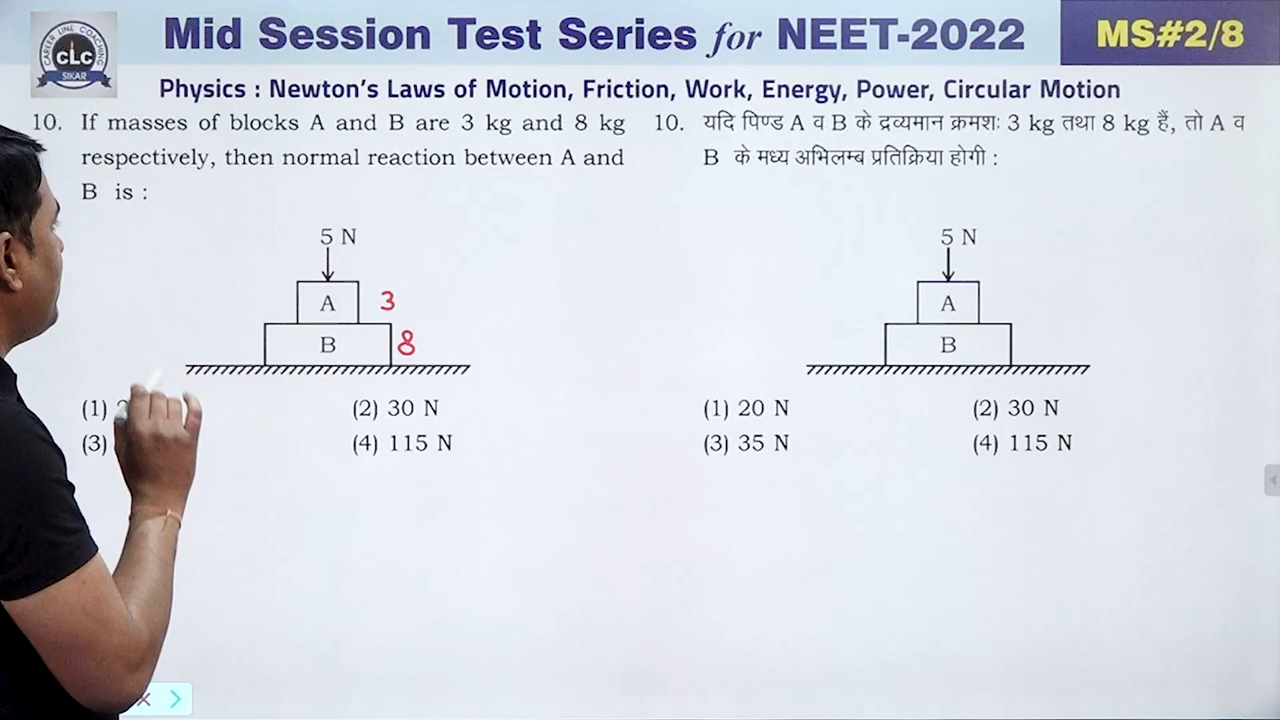 CAREER LINE COACHING
CLC
SIKAR
Mid Session Test Series for NEET-2022
MS#2/8
Physics : Newton's Laws of Motion, Friction, Work, Energy, Power, Circular Motion
10. If masses of blocks A and B are 3 kg and 8 kg
respectively, then normal reaction between A and
B is :
5 N
A 3
B 8
(1) (2) 30 N
(3) (4) 115 N
10. यदि पिण्ड A व B के द्रव्यमान क्रमशः 3 kg तथा 8 kg हैं, तो A व
B के मध्य अभिलम्ब प्रतिक्रिया होगी :
5 N
A
B
(1) 20 N (2) 30 N
(3) 35 N (4) 115 N